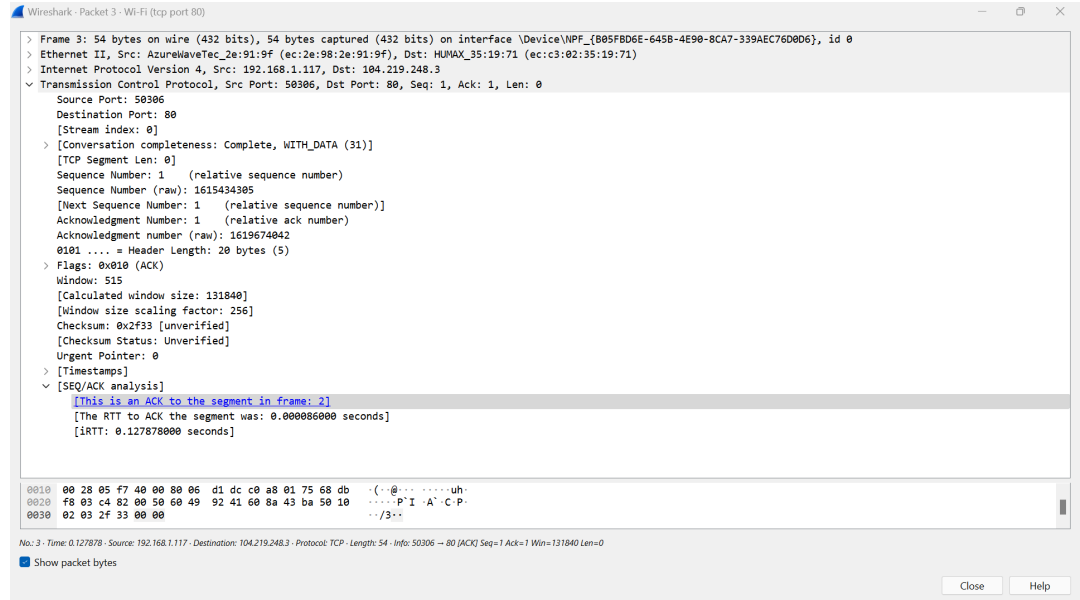 Wireshark · Packet 3 · Wi-Fi (tcp port 80)
Frame 3: 54 bytes on wire (432 bits), 54 bytes captured (432 bits) on interface \Device\NPF_{B05FBD6E-645B-4E90-8CA7-339AEC76D0D6}, id 0
Ethernet II, Src: AzureWaveTec_2e:91:9f (ec:2e:98:2e:91:9f), Dst: HUMAX_35:19:71 (ec:c3:02:35:19:71)
Internet Protocol Version 4, Src: 192.168.1.117, Dst: 104.219.248.3
Transmission Control Protocol, Src Port: 50306, Dst Port: 80, Seq: 1, Ack: 1, Len: 0
Source Port: 50306
Destination Port: 80
[Stream index: 0]
[Conversation completeness: Complete, WITH_DATA (31)]
[TCP Segment Len: 0]
Sequence Number: 1    (relative sequence number)
Sequence Number (raw): 1615434305
[Next Sequence Number: 1    (relative sequence number)]
Acknowledgment Number: 1    (relative ack number)
Acknowledgment number (raw): 1619674042
0101 .... = Header Length: 20 bytes (5)
Flags: 0x010 (ACK)
Window: 515
[Calculated window size: 131840]
[Window size scaling factor: 256]
Checksum: 0x2f33 [unverified]
[Checksum Status: Unverified]
Urgent Pointer: 0
[Timestamps]
[SEQ/ACK analysis]
[This is an ACK to the segment in frame: 2]
[The RTT to ACK the segment was: 0.000086000 seconds]
[iRTT: 0.127878000 seconds]
0010  00 28 05 f7 40 00 80 06  d1 dc c0 a8 01 75 68 db   ·(··@··· ·····uh·
0020  f8 03 c4 82 00 50 60 49  92 41 60 8a 43 ba 50 10   ·····P`I ·A`·C·P·
0030  02 03 2f 33 00 00   ··/3··
No.: 3 · Time: 0.127878 · Source: 192.168.1.117 · Destination: 104.219.248.3 · Protocol: TCP · Length: 54 · Info: 50306 → 80 [ACK] Seq=1 Ack=1 Win=131840 Len=0
Show packet bytes
Close Help